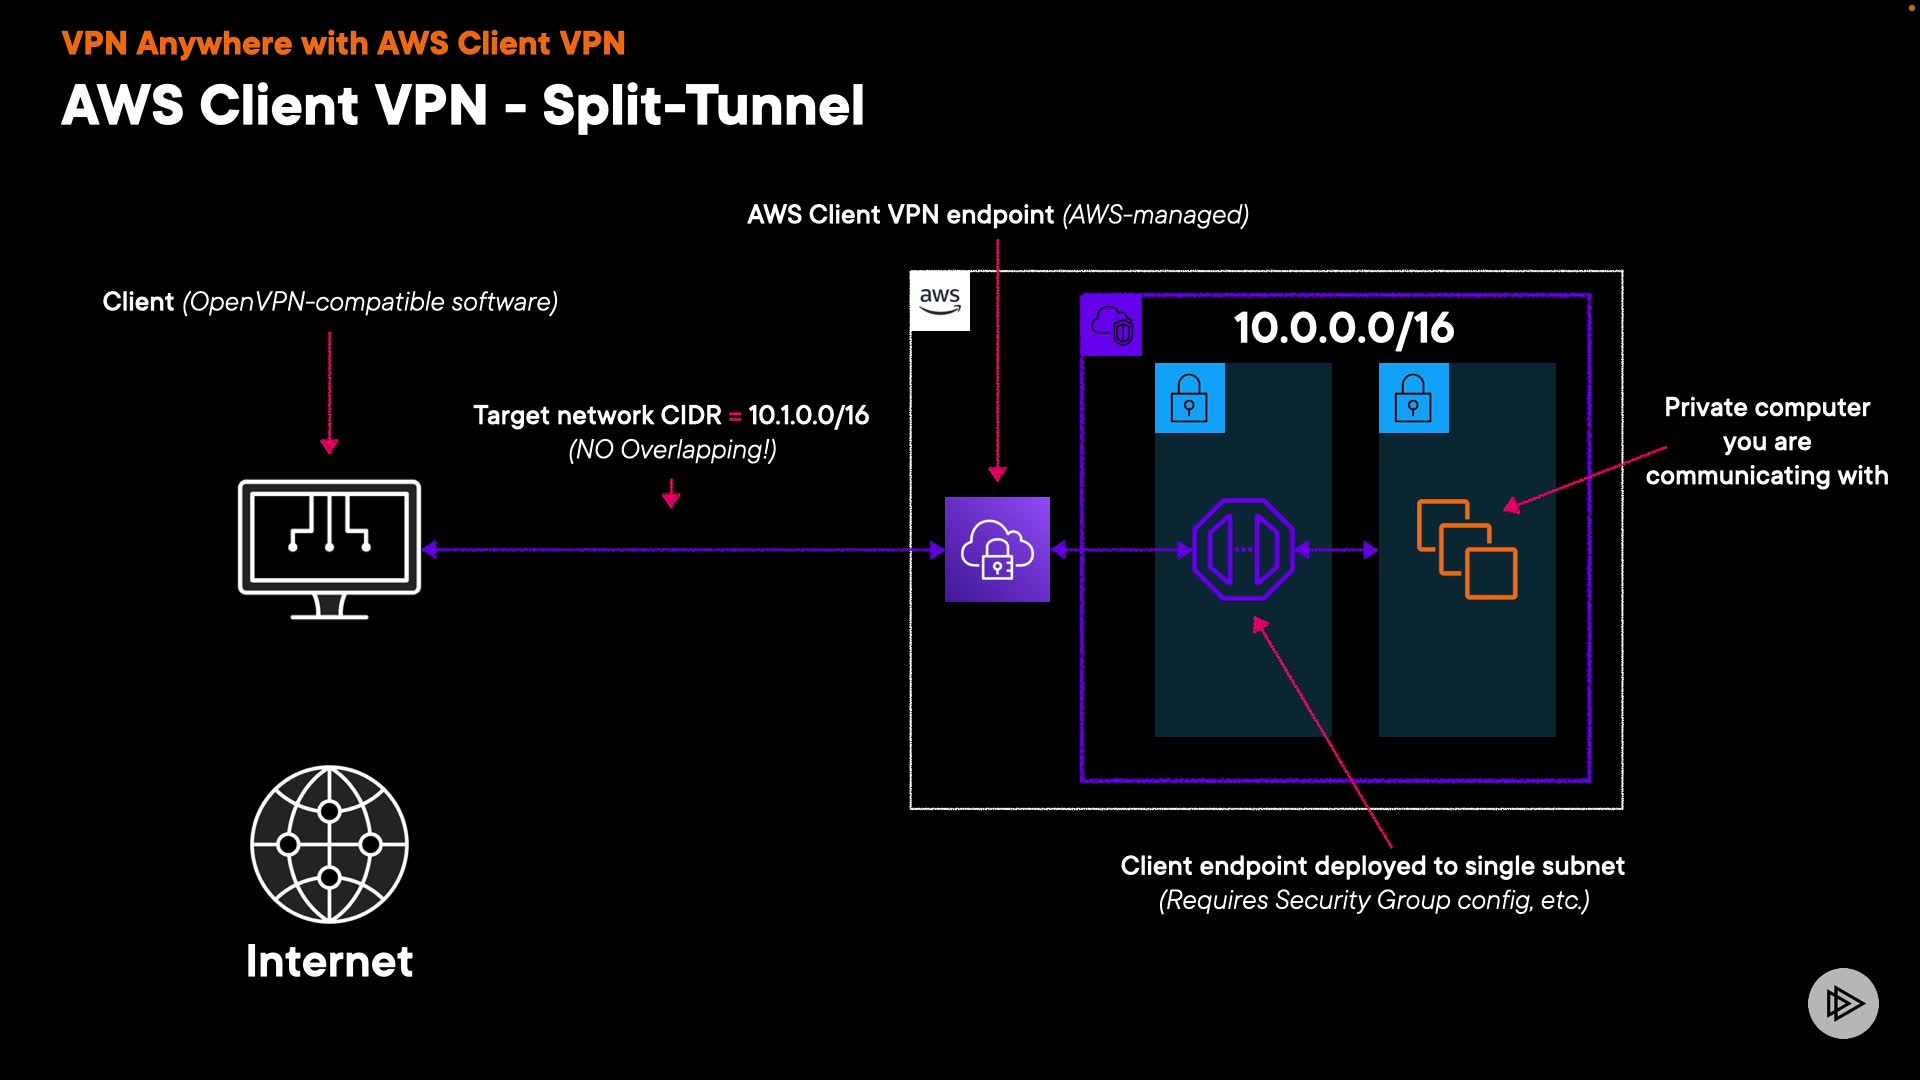 VPN Anywhere with AWS Client VPN
AWS Client VPN - Split-Tunnel
AWS Client VPN endpoint (AWS-managed)
Client (OpenVPN-compatible software)
aws
10.0.0.0/16
Target network CIDR = 10.1.0.0/16
(NO Overlapping!)
Private computer
you are
communicating with
Client endpoint deployed to single subnet
(Requires Security Group config, etc.)
Internet